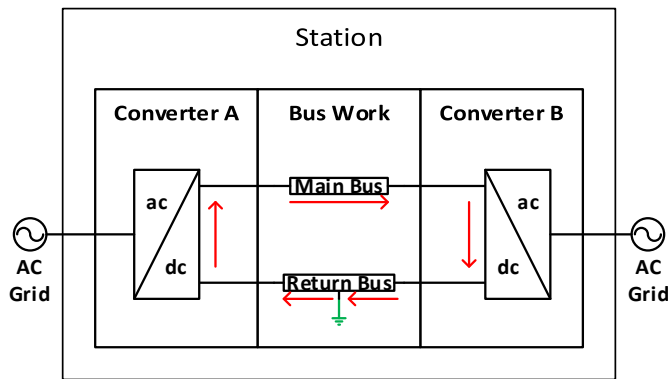 Station
Converter A
Bus Work
Converter B
Main Bus
ac
dc
ac
dc
Return Bus
AC
Grid
AC
Grid